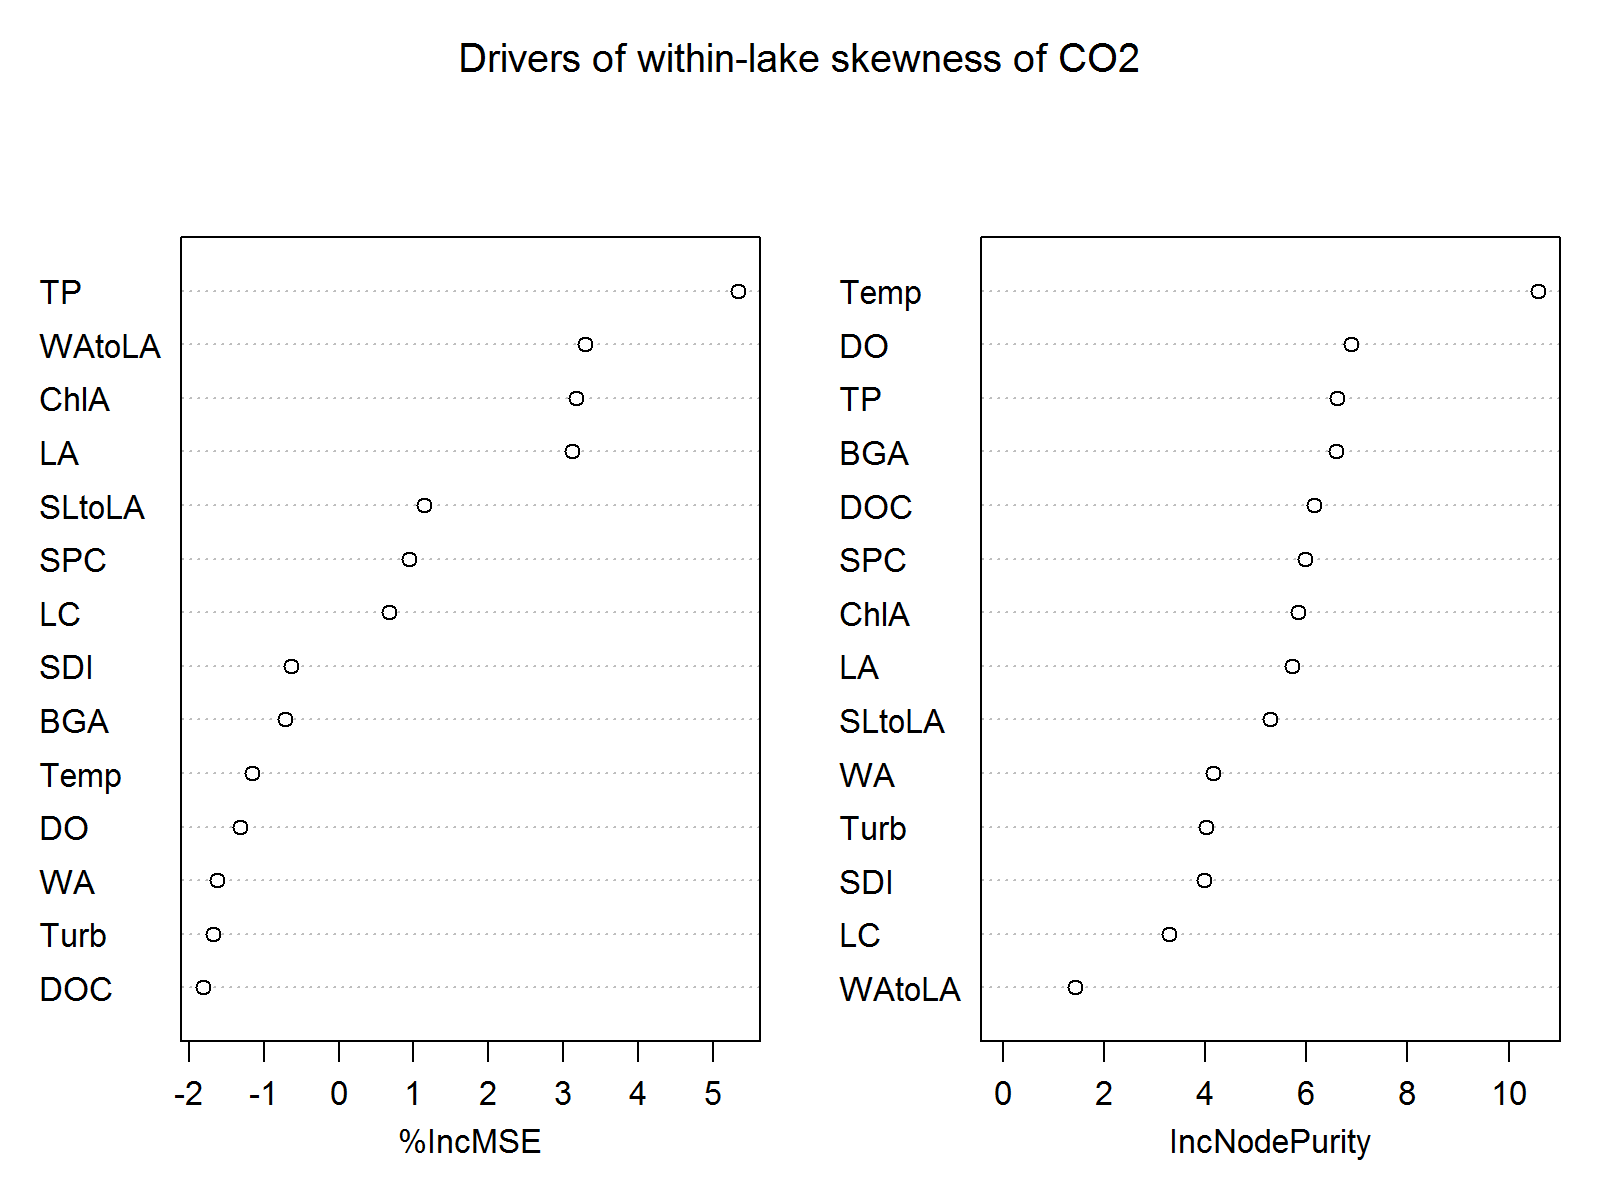 Drivers of within-lake skewness of CO2
TP
WAtoLA
ChlA
LA
SLtoLA
SPC
LC
SDI
BGA
Temp
DO
WA
Turb
DOC
-2 -1 0 1 2 3 4 5
%IncMSE
Temp
DO
TP
BGA
DOC
SPC
ChlA
LA
SLtoLA
WA
Turb
SDI
LC
WAtoLA
0 2 4 6 8 10
IncNodePurity